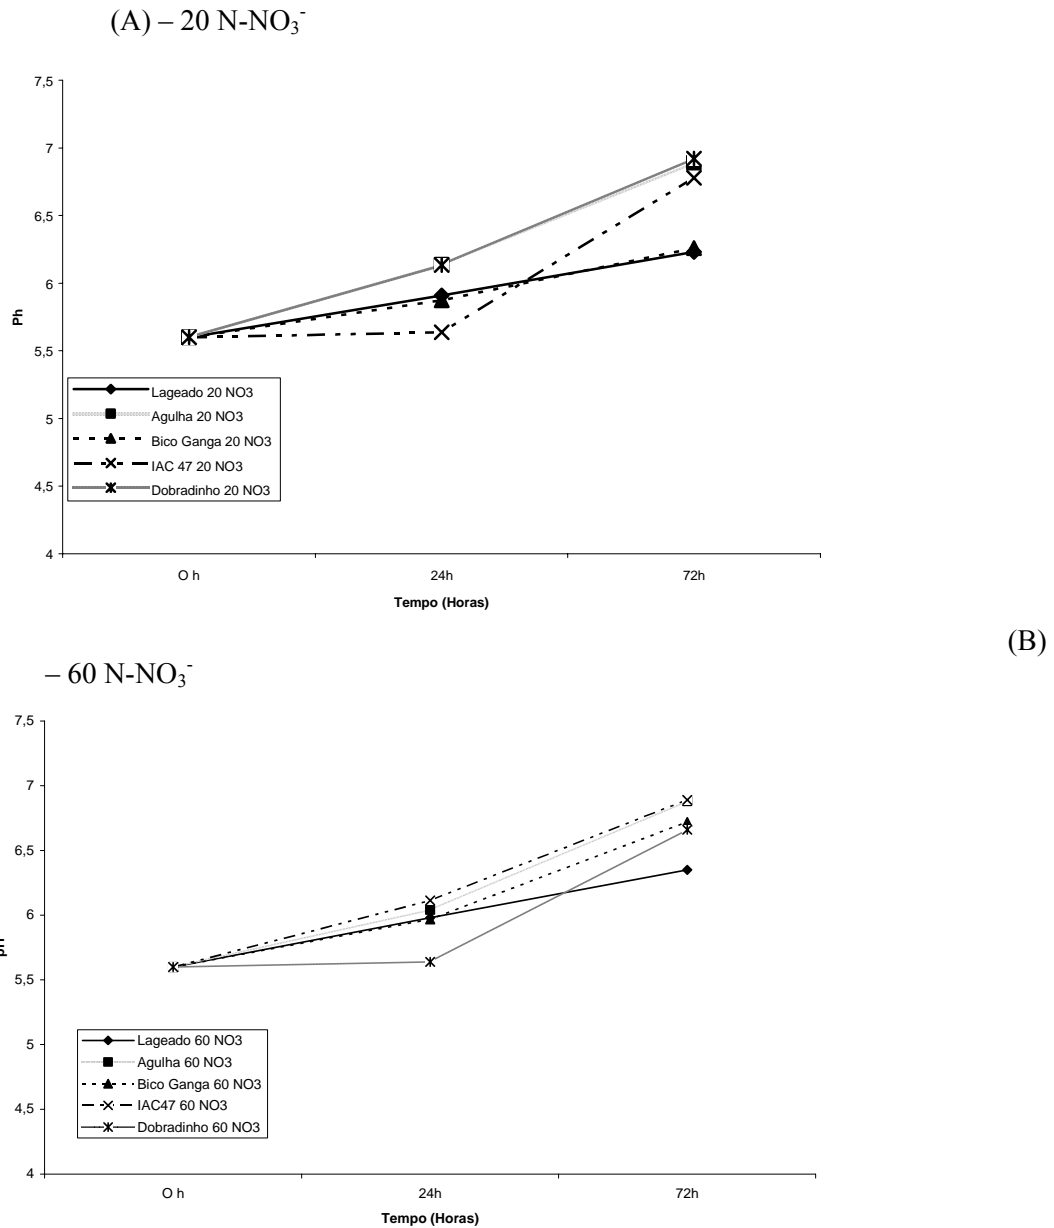 (A) – 20 N-NO₃⁻
7,5
7
6,5
6
5,5
5
4,5
4
Ph
Lageado 20 NO3
Agulha 20 NO3
Bico Ganga 20 NO3
IAC 47 20 NO3
Dobradinho 20 NO3
O h 24h 72h
Tempo (Horas)
(B)
– 60 N-NO₃⁻
7,5
7
6,5
6
5,5
5
4,5
4
pH
Lageado 60 NO3
Agulha 60 NO3
Bico Ganga 60 NO3
IAC47 60 NO3
Dobradinho 60 NO3
O h 24h 72h
Tempo (Horas)